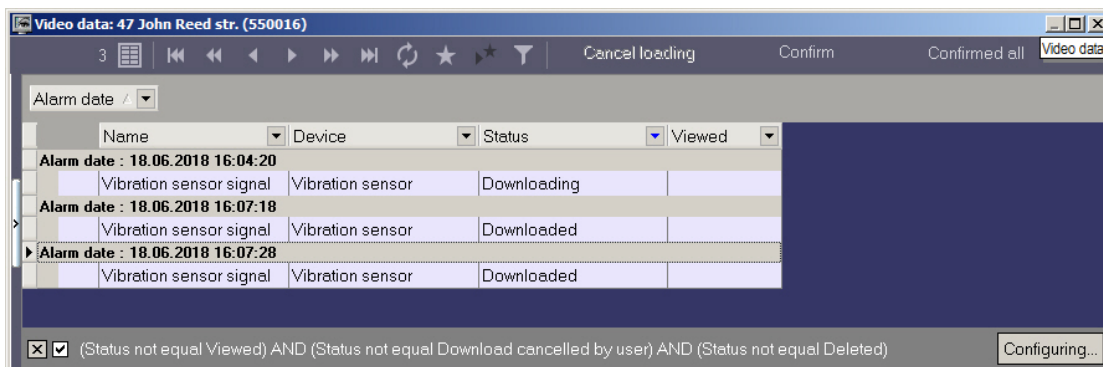 Video data: 47 John Reed str. (550016)
3 Cancel loading Confirm Confirmed all Video data
Alarm date
Name Device Status Viewed
Alarm date : 18.06.2018 16:04:20
Vibration sensor signal Vibration sensor Downloading
Alarm date : 18.06.2018 16:07:18
Vibration sensor signal Vibration sensor Downloaded
Alarm date : 18.06.2018 16:07:28
Vibration sensor signal Vibration sensor Downloaded
(Status not equal Viewed) AND (Status not equal Download cancelled by user) AND (Status not equal Deleted) Configuring...